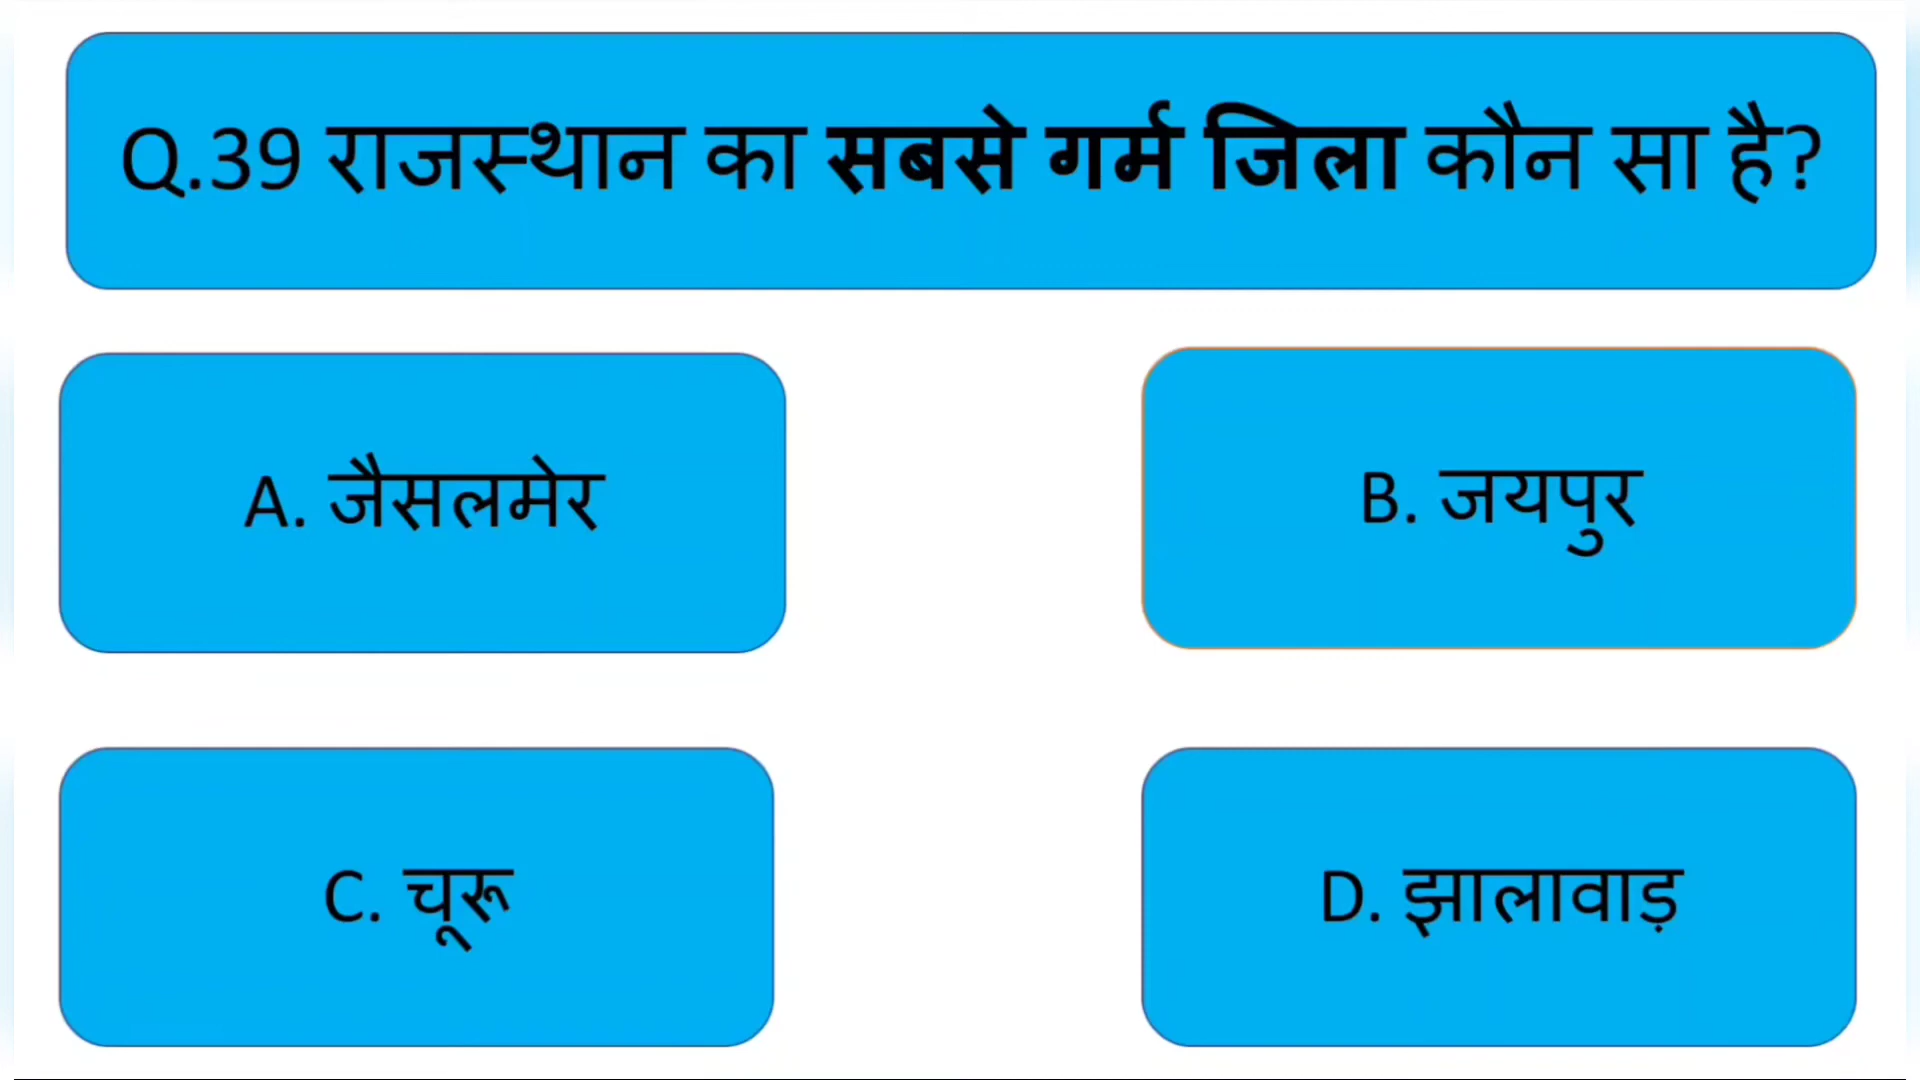 Q.39 राजस्थान का सबसे गर्म जिला कौन सा है?
A. जैसलमेर
B. जयपुर
C. चूरू
D. झालावाड़